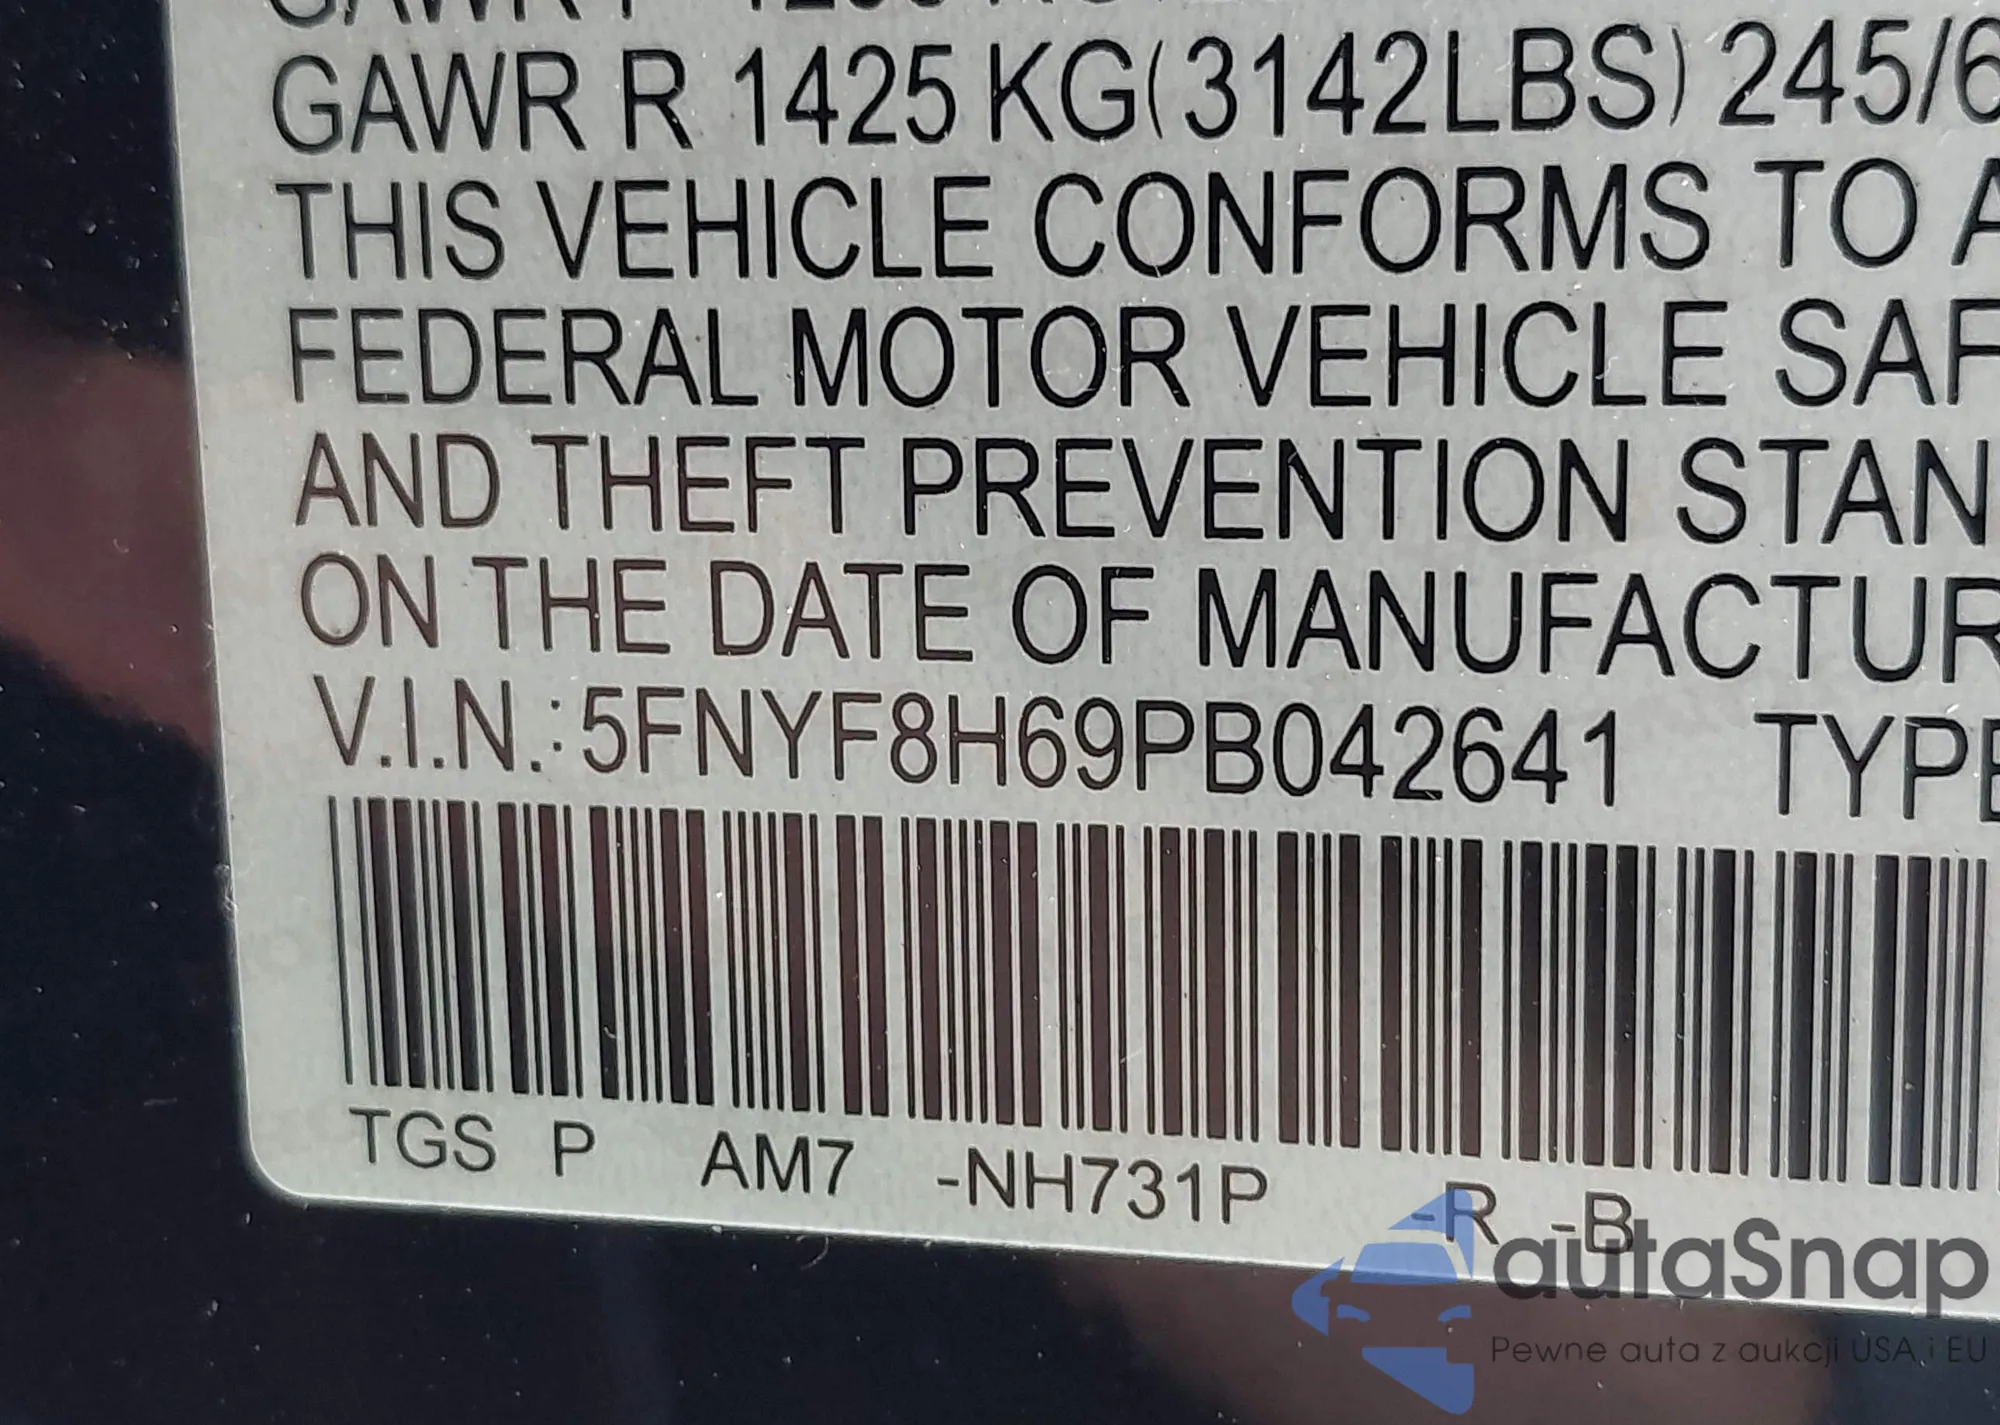 GAWR R 1425 KG(3142LBS) 245/6
THIS VEHICLE CONFORMS TO A
FEDERAL MOTOR VEHICLE SAF
AND THEFT PREVENTION STAN
ON THE DATE OF MANUFACTUR
V.I.N.: 5FNYF8H69PB042641 TYPE
TGS P AM7 -NH731P -R -B
autaSnap
Pewne auta z aukcji USA i EU